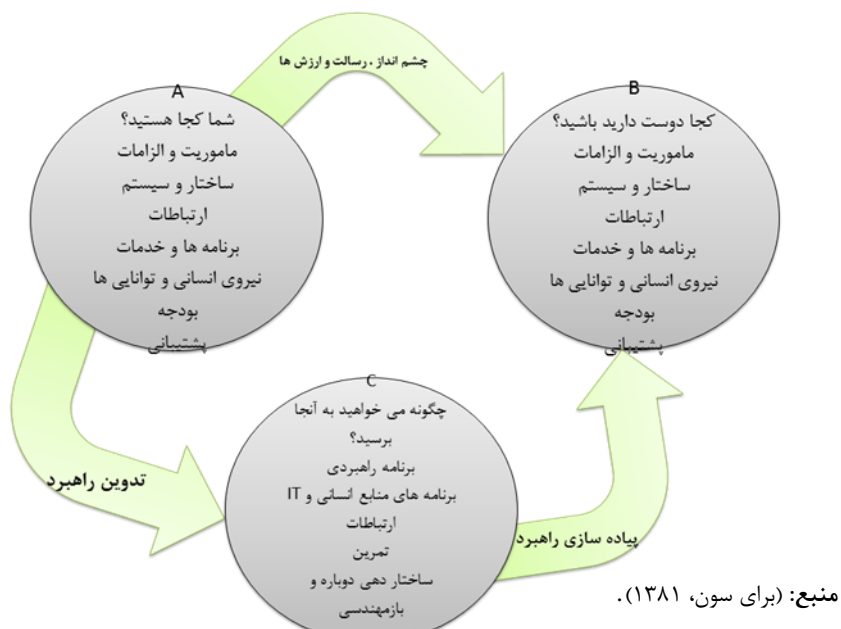 چشم انداز ، رسالت و ارزش ها
A
شما کجا هستید؟
ماموریت و الزامات
ساختار و سیستم
ارتباطات
برنامه ها و خدمات
نیروی انسانی و توانایی ها
بودجه
پشتیبانی
B
کجا دوست دارید باشید؟
ماموریت و الزامات
ساختار و سیستم
ارتباطات
برنامه ها و خدمات
نیروی انسانی و توانایی ها
بودجه
پشتیبانی
تدوین راهبرد
C
چگونه می خواهید به آنجا
برسید؟
برنامه راهبردی
برنامه های منابع انسانی و IT
ارتباطات
تمرین
ساختار دهی دوباره و
بازمهندسی
پیاده سازی راهبرد
منبع: (برای سون، ۱۳۸۱).